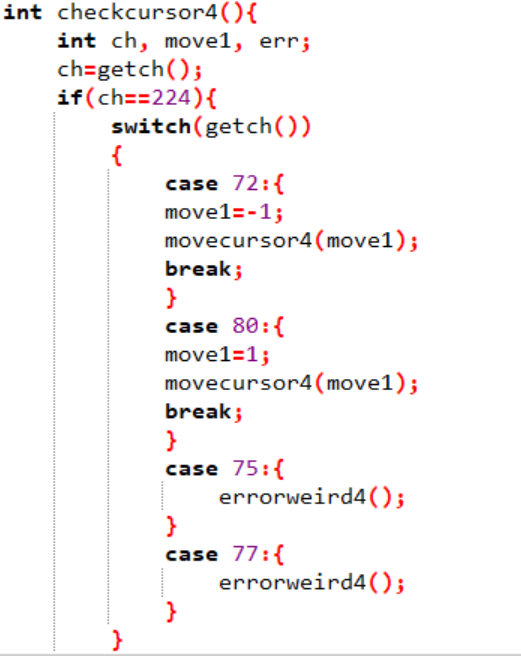 int checkcursor4(){
    int ch, move1, err;
    ch=getch();
    if(ch==224){
        switch(getch())
        {
            case 72:{
            move1=-1;
            movecursor4(move1);
            break;
            }
            case 80:{
            move1=1;
            movecursor4(move1);
            break;
            }
            case 75:{
                errorweird4();
            }
            case 77:{
                errorweird4();
            }
        }